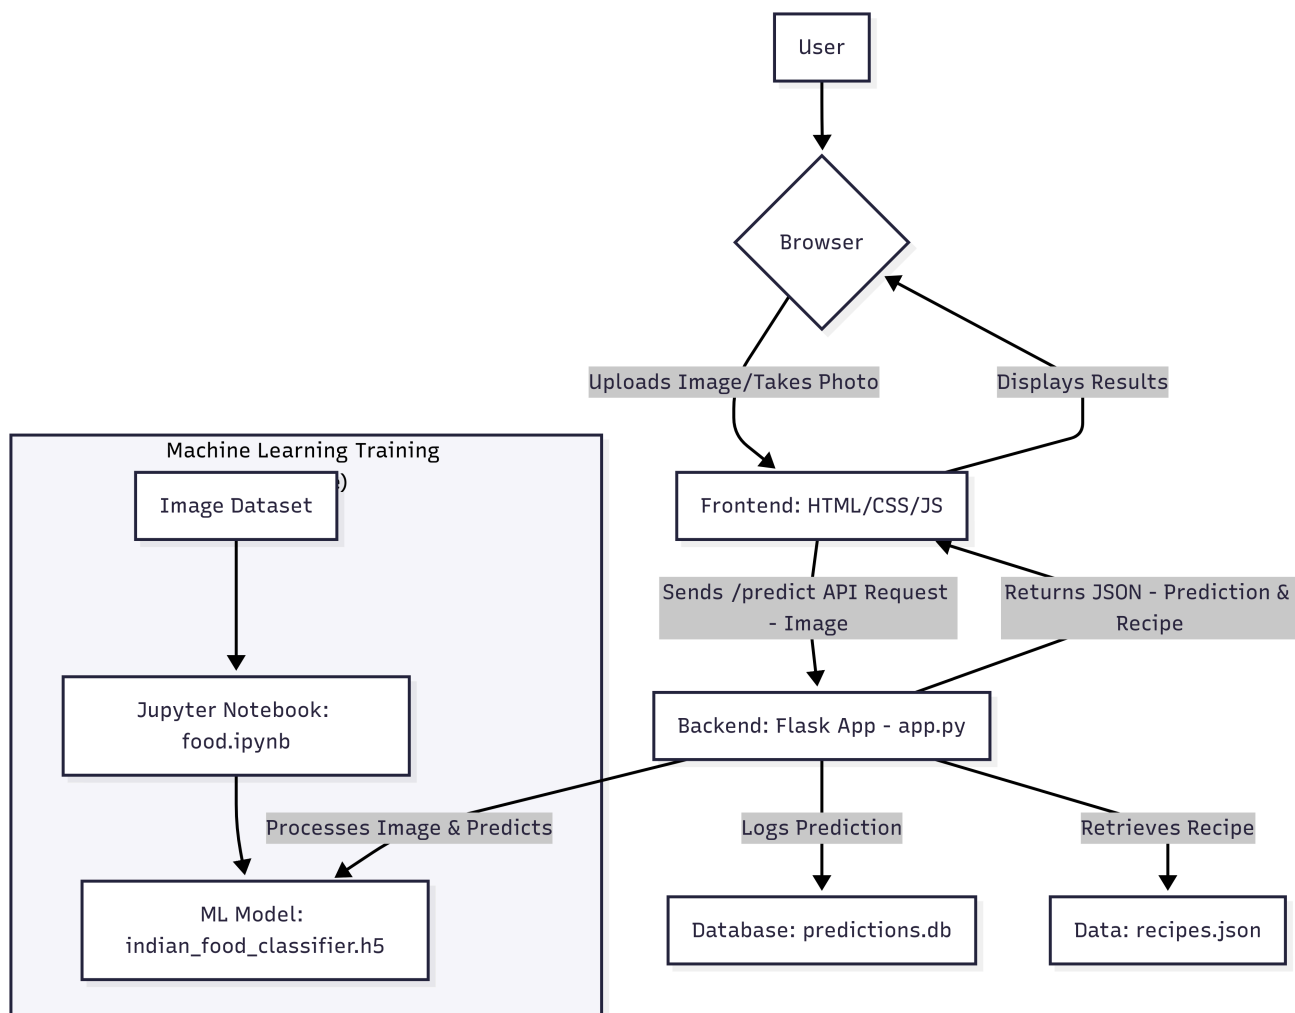 User
Browser
Uploads Image/Takes Photo
Displays Results
Machine Learning Training
Image Dataset
Frontend: HTML/CSS/JS
Sends /predict API Request
- Image
Returns JSON - Prediction &
Recipe
Jupyter Notebook:
food.ipynb
Backend: Flask App - app.py
Processes Image & Predicts
Logs Prediction
Retrieves Recipe
ML Model:
indian_food_classifier.h5
Database: predictions.db
Data: recipes.json